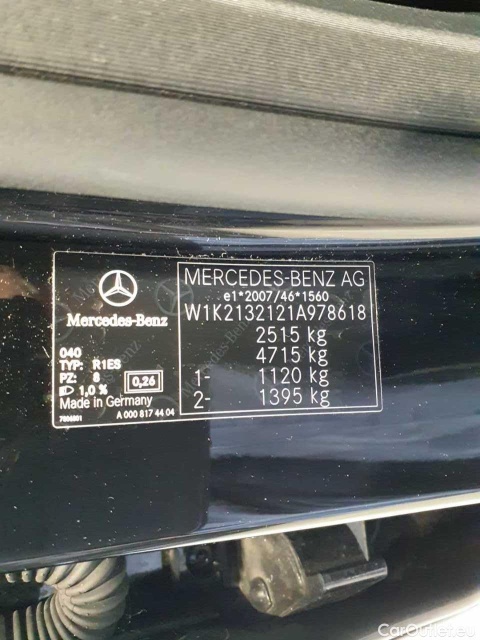 MERCEDES-BENZ AG
e1*2007/46*1560
W1K2132121A978618
2515 kg
4715 kg
1- 1120 kg
2- 1395 kg
Mercedes-Benz
040
TYP: R1ES
PZ: 8
1,0 % 0,26
Made in Germany
A 000 817 44 04
CarOutlet.eu